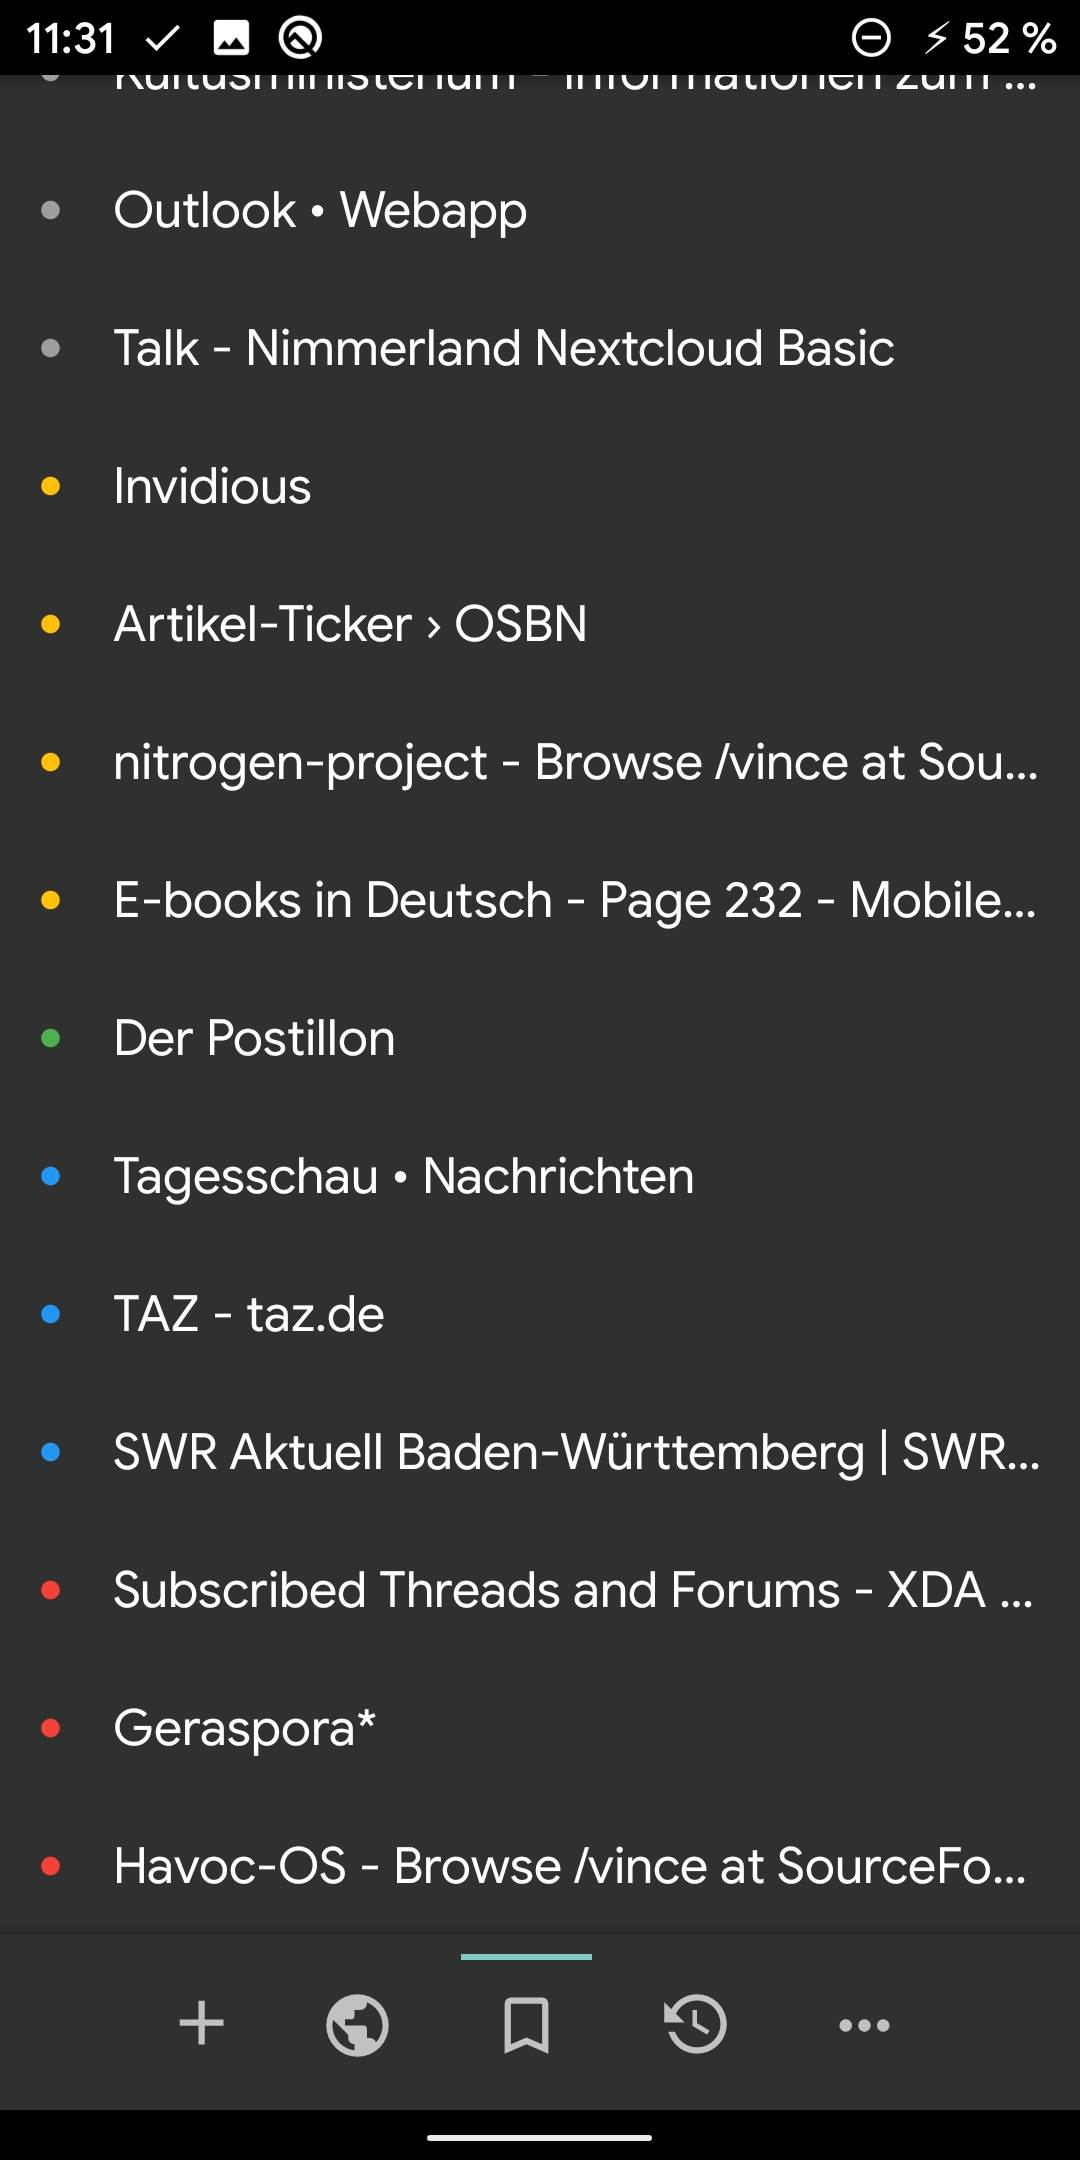 11:31
52 %
Kultusministerium - Informationen zum ...
Outlook • Webapp
Talk - Nimmerland Nextcloud Basic
Invidious
Artikel-Ticker › OSBN
nitrogen-project - Browse /vince at Sou...
E-books in Deutsch - Page 232 - Mobile...
Der Postillon
Tagesschau • Nachrichten
TAZ - taz.de
SWR Aktuell Baden-Württemberg | SWR...
Subscribed Threads and Forums - XDA ...
Geraspora*
Havoc-OS - Browse /vince at SourceFo...